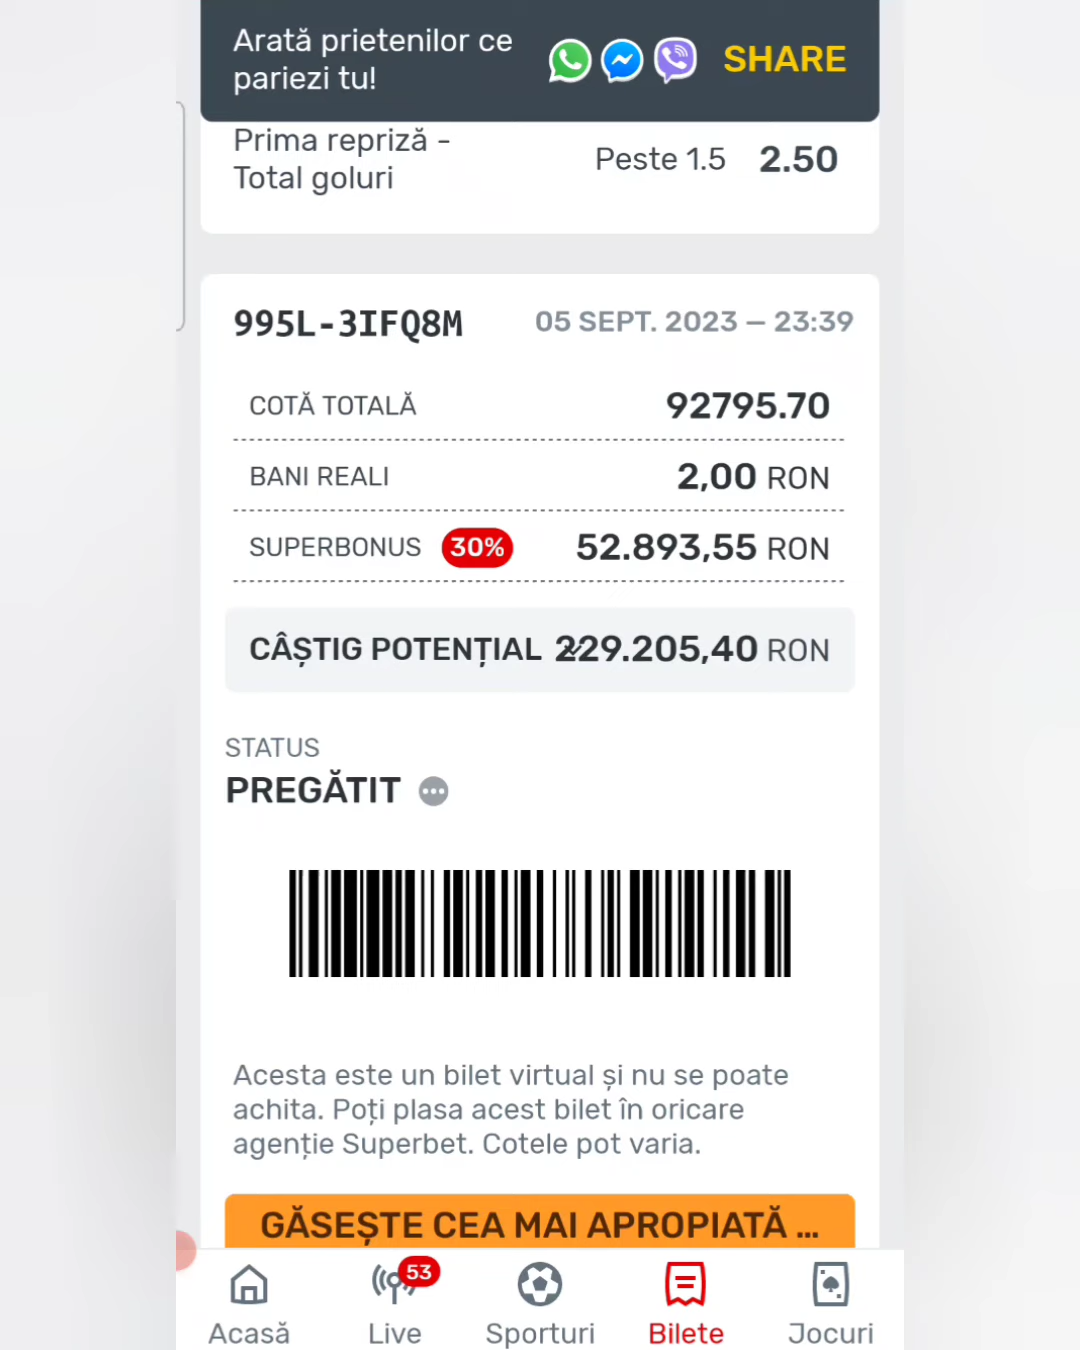 Arată prietenilor ce
pariezi tu!
SHARE
Prima repriză -
Total goluri
Peste 1.5 2.50
995L-3IFQ8M 05 SEPT. 2023 — 23:39
COTĂ TOTALĂ 92795.70
BANI REALI 2,00 RON
SUPERBONUS 30% 52.893,55 RON
CÂȘTIG POTENȚIAL 229.205,40 RON
STATUS
PREGĂTIT
Acesta este un bilet virtual și nu se poate
achita. Poți plasa acest bilet în oricare
agenție Superbet. Cotele pot varia.
GĂSEȘTE CEA MAI APROPIATĂ ...
53
Acasă Live Sporturi Bilete Jocuri